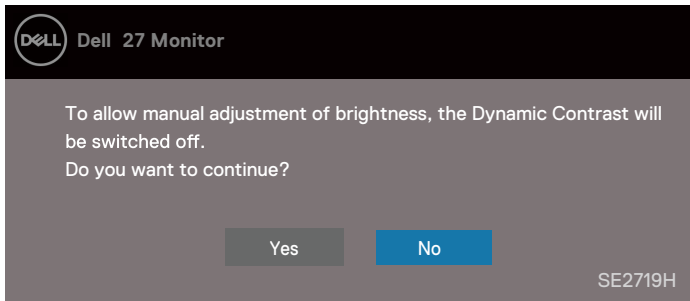 DELL
Dell 27 Monitor
To allow manual adjustment of brightness, the Dynamic Contrast will
be switched off.
Do you want to continue?
Yes
No
SE2719H